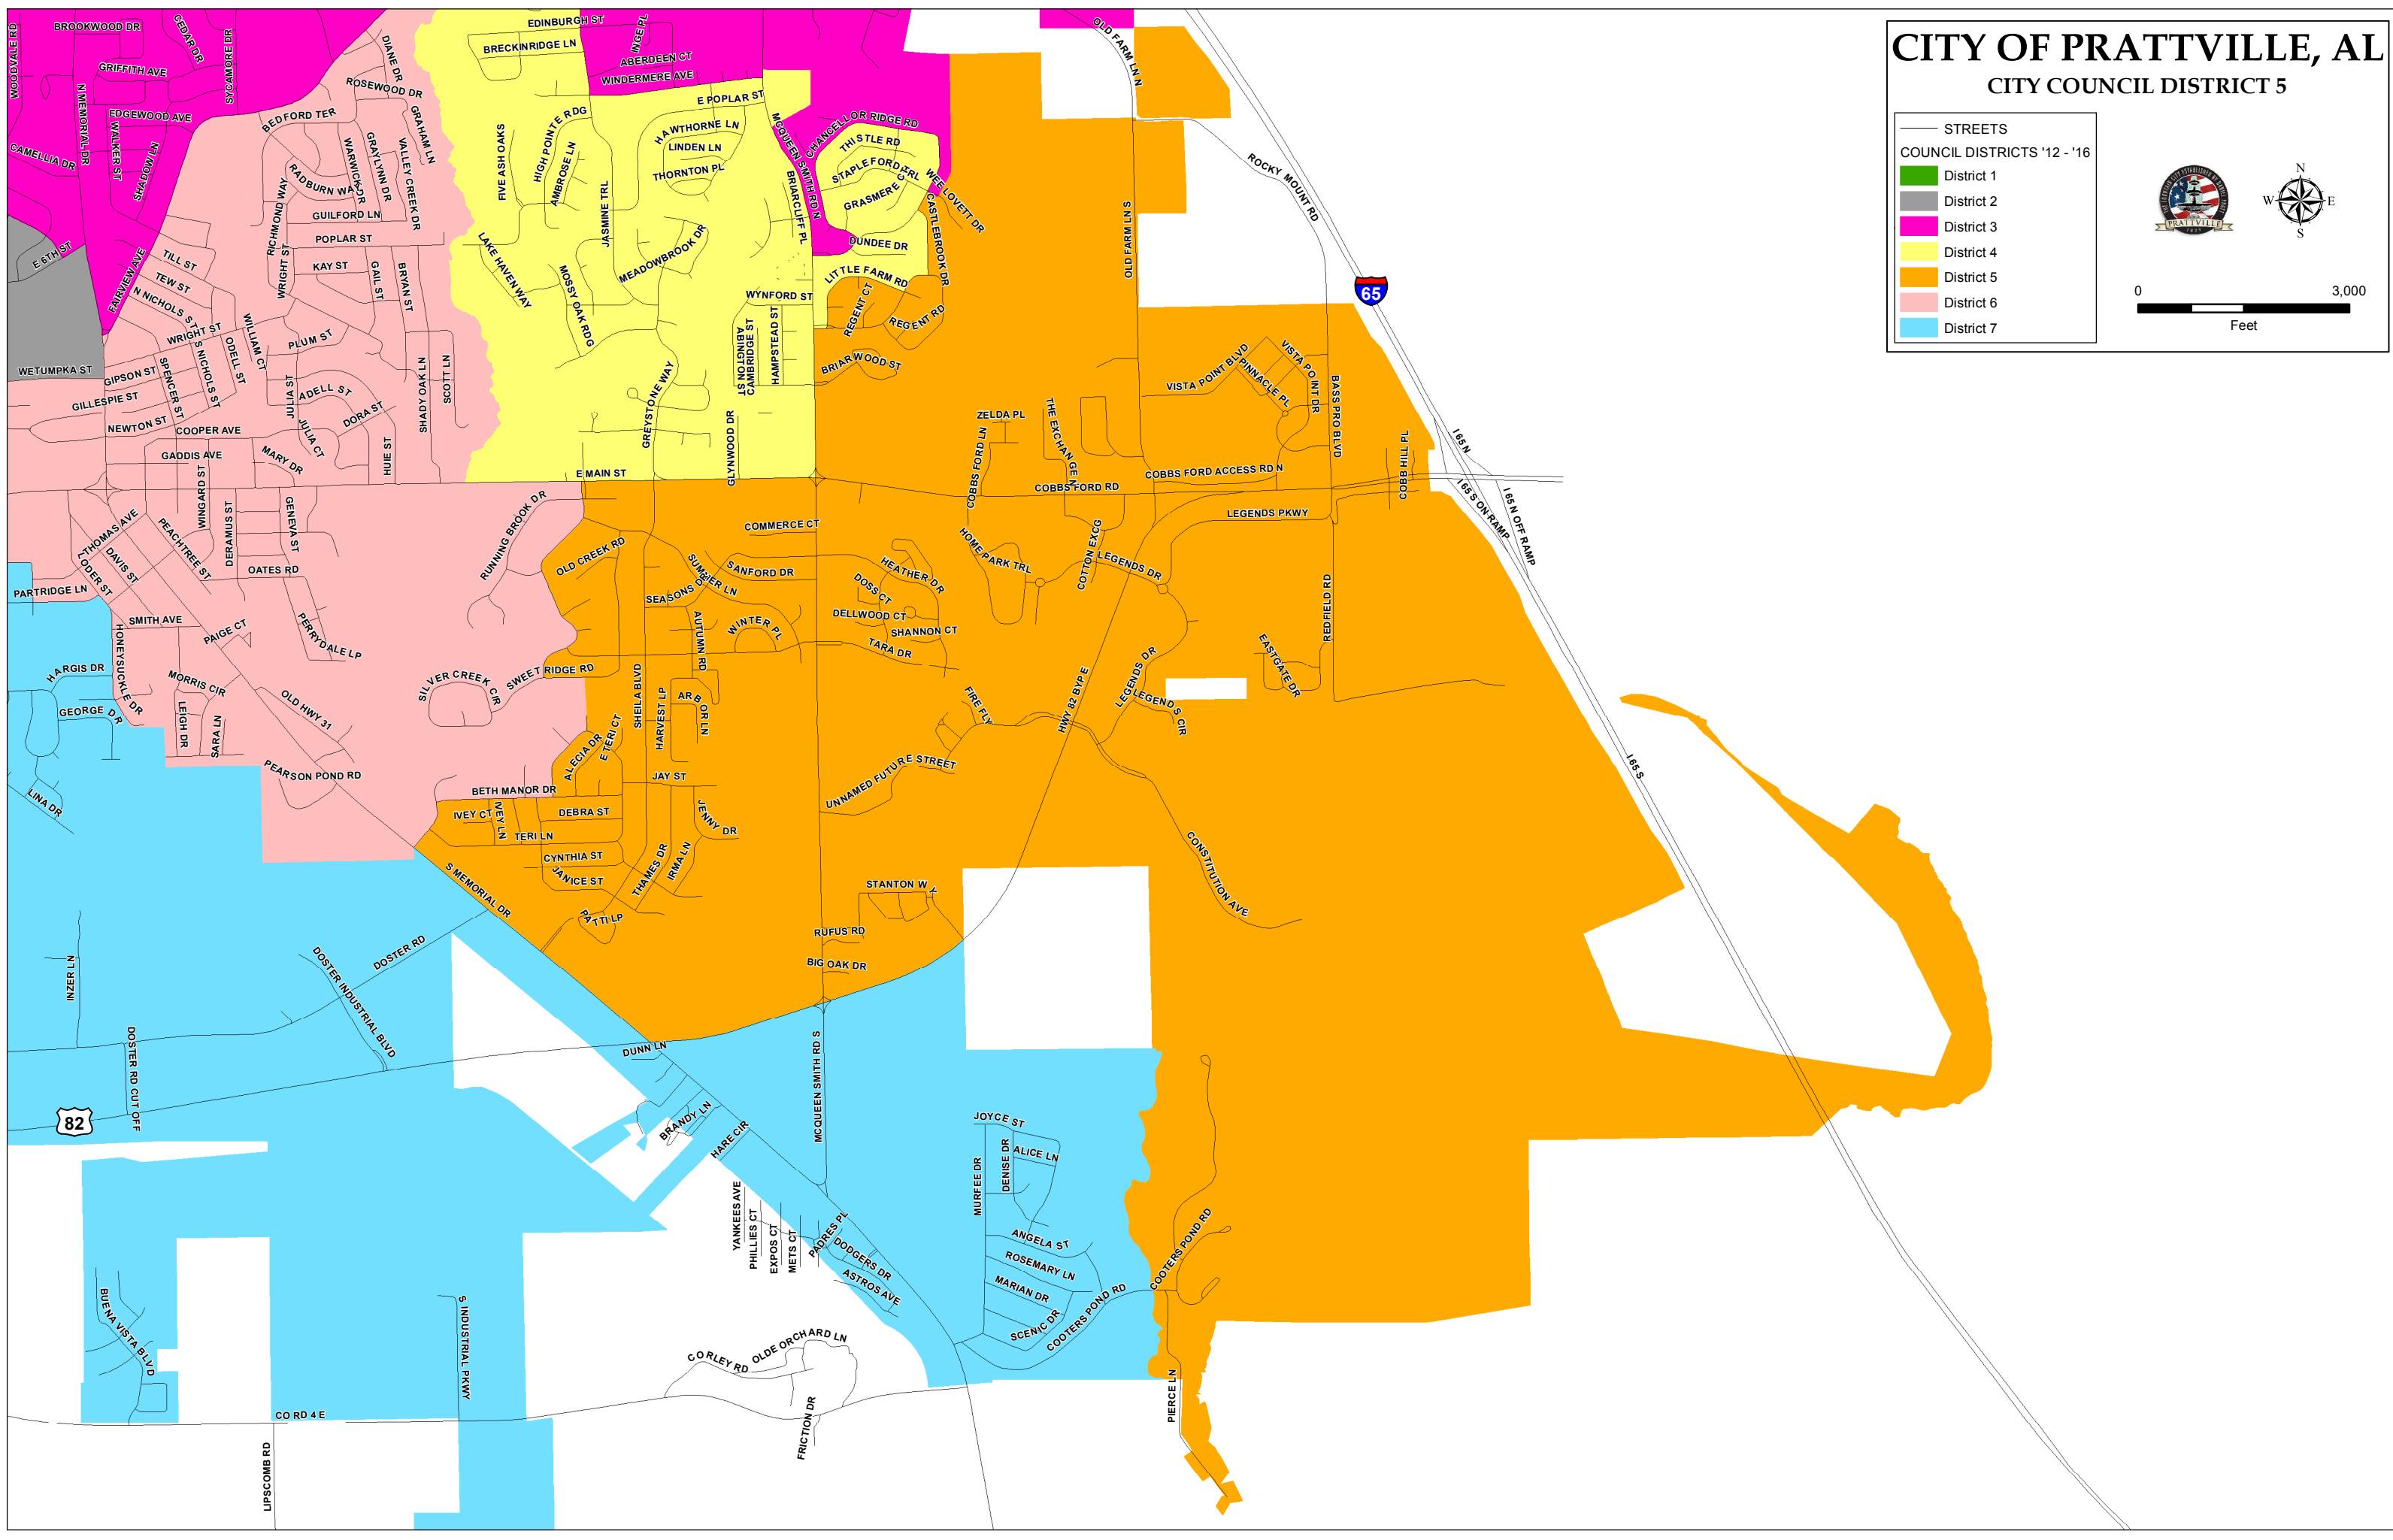 CITY OF PRATTVILLE, AL
CITY COUNCIL DISTRICT 5
STREETS
COUNCIL DISTRICTS '12 - '16
District 1
District 2
District 3
District 4
District 5
District 6
District 7
PRATTVILLE
N
W
E
S
0
3,000
Feet
WOODVALE RD
BROOKWOOD DR
CEDAR DR
SYCAMORE DR
GRIFFITH AVE
N MEMORIAL DR
EDGEWOOD AVE
WALKER ST
SHADOW LN
CAMELLIA DR
E 6TH ST
FAIRVIEW AVE
DIANE DR
ROSEWOOD DR
GRAHAM LN
BEDFORD TER
WARWICK DR
GRAYLYNN DR
VALLEY CREEK DR
RADBURN WAY
RICHMOND WAY
GUILFORD LN
POPLAR ST
WRIGHT ST
KAY ST
GAIL ST
BRYAN ST
TILL ST
TEW ST
N NICHOLS ST
WRIGHT ST
WILLIAM CT
PLUM ST
WETUMPKA ST
GIPSON ST
SPENCER ST
S NICHOLS ST
ODELL ST
GILLESPIE ST
NEWTON ST
COOPER AVE
JULIA ST
ADELL ST
JULIA CT
DORA ST
HUIE ST
SHADY OAK LN
SCOTT LN
GADDIS AVE
MARY DR
WINGARD ST
DERAMUS ST
GENEVA ST
THOMAS AVE
PEACHTREE ST
DAVIS ST
LODER ST
OATES RD
PARTRIDGE LN
SMITH AVE
PAIGE CT
PERRYDALE LP
HONEYSUCKLE DR
HARGIS DR
GEORGE DR
MORRIS CIR
LEIGH DR
SARA LN
OLD HWY 31
PEARSON POND RD
LINA DR
RUNNING BROOK DR
SILVER CREEK CIR
SWEET RIDGE RD
EDINBURGH ST
BRECKINRIDGE LN
INGE PL
ABERDEEN CT
WINDERMERE AVE
E POPLAR ST
FIVE ASH OAKS
HIGH POINTE RDG
AMBROSE LN
HAWTHORNE LN
LINDEN LN
THORNTON PL
JASMINE TRL
MEADOWBROOK DR
LAKE HAVEN WAY
MOSSY OAK RDG
MCQUEEN SMITH RD N
BRIARCLIFF PL
CHANCELLOR RIDGE RD
THISTLE RD
STAPLEFORD TRL
GRASMERE CT
WEE LOVETT DR
CASTLEBROOK DR
DUNDEE DR
LITTLE FARM RD
REGENT CT
REGENT RD
BRIARWOOD ST
WYNFORD ST
ABINGTON ST
CAMBRIDGE ST
HAMPSTEAD ST
GREYSTONE WAY
GLYNWOOD DR
E MAIN ST
OLD FARM LN N
OLD FARM LN S
ROCKY MOUNT RD
65
VISTA POINT BLVD
PINNACLE PL
VISTA POINT DR
BASS PRO BLVD
ZELDA PL
COBBS FORD LN
THE EXCHANGE N
COBBS FORD RD
COBBS FORD ACCESS RD N
COBB HILL PL
I 65 N
I 65 S ON RAMP
I 65 N OFF RAMP
LEGENDS PKWY
HOME PARK TRL
COTTON EXCG
LEGENDS DR
REDFIELD RD
EASTGATE DR
LEGENDS DR
LEGENDS CIR
HWY 82 BYP E
I 65 S
COMMERCE CT
OLD CREEK RD
SUMMER LN
SANFORD DR
SEASONS DR
HEATHER DR
DOSS CT
DELLWOOD CT
SHANNON CT
TARA DR
AUTUMN RD
WINTER PL
SHEILA BLVD
HARVEST LP
ARBOR LN
FIRE FLY
UNNAMED FUTURE STREET
ALECIA DR
E TERI CT
JAY ST
BETH MANOR DR
IVEY CT
IVEY LN
DEBRA ST
TERI LN
CYNTHIA ST
JANICE ST
JENNY DR
THAMES DR
IRMA LN
PATTI LP
S MEMORIAL DR
STANTON WY
RUFUS RD
BIG OAK DR
CONSTITUTION AVE
INZER LN
DOSTER RD
DOSTER INDUSTRIAL BLVD
DOSTER RD CUT OFF
82
DUNN LN
MCQUEEN SMITH RD S
BRANDY LN
HARE CIR
YANKEES AVE
PHILLIES CT
EXPOS CT
METS CT
PADRES PL
DODGERS DR
ASTROS AVE
JOYCE ST
ALICE LN
DENISE DR
MURFEE DR
ANGELA ST
ROSEMARY LN
MARIAN DR
SCENIC DR
COOTERS POND RD
COOTERS POND RD
PIERCE LN
BUENA VISTA BLVD
S INDUSTRIAL PKWY
CO RD 4 E
LIPSCOMB RD
CORLEY RD
OLDE ORCHARD LN
FRICTION DR